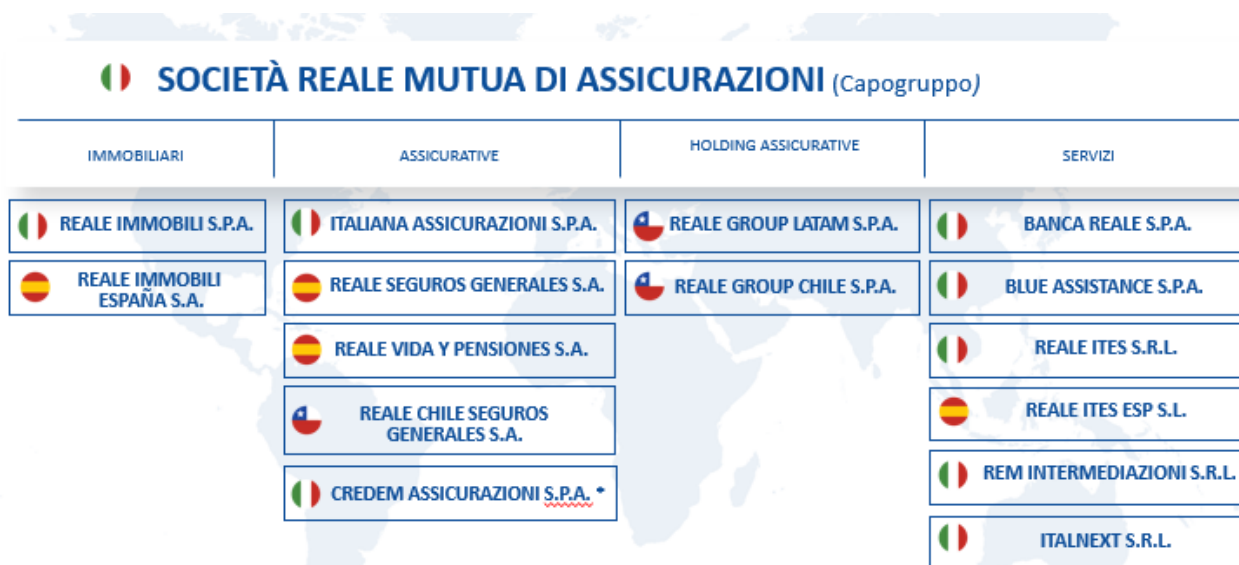 SOCIETÀ REALE MUTUA DI ASSICURAZIONI (Capogruppo)
IMMOBILIARI
ASSICURATIVE
HOLDING ASSICURATIVE
SERVIZI
REALE IMMOBILI S.P.A.
ITALIANA ASSICURAZIONI S.P.A.
REALE GROUP LATAM S.P.A.
BANCA REALE S.P.A.
REALE IMMOBILI
ESPAÑA S.A.
REALE SEGUROS GENERALES S.A.
REALE GROUP CHILE S.P.A.
BLUE ASSISTANCE S.P.A.
REALE VIDA Y PENSIONES S.A.
REALE ITES S.R.L.
REALE CHILE SEGUROS
GENERALES S.A.
REALE ITES ESP S.L.
CREDEM ASSICURAZIONI S.P.A. *
REM INTERMEDIAZIONI S.R.L.
ITALNEXT S.R.L.